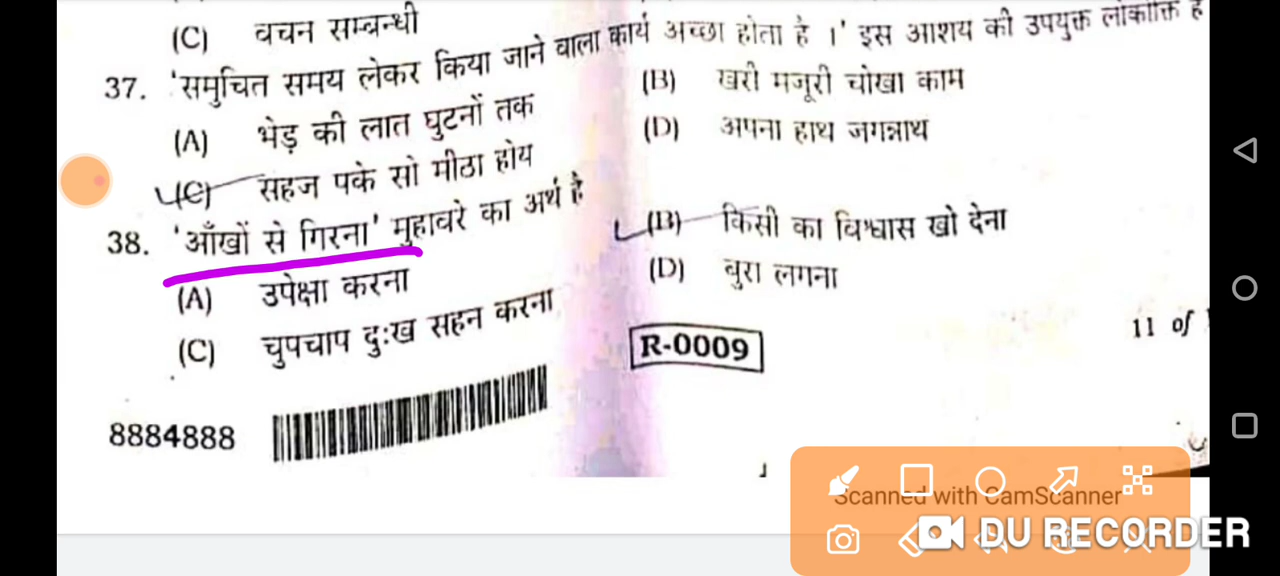 (C) वचन सम्बन्धी
37. 'समुचित समय लेकर किया जाने वाला कार्य अच्छा होता है ।' इस आशय की उपयुक्त लोकोक्ति है
(A) भेड़ की लात घुटनों तक
(B) खरी मजूरी चोखा काम
(C) सहज पके सो मीठा होय
(D) अपना हाथ जगन्नाथ
38. 'आँखों से गिरना' मुहावरे का अर्थ है
(A) उपेक्षा करना
(B) किसी का विश्वास खो देना
(C) चुपचाप दुःख सहन करना
(D) बुरा लगना
R-0009
11 of
8884888
Scanned with CamScanner
DU RECORDER